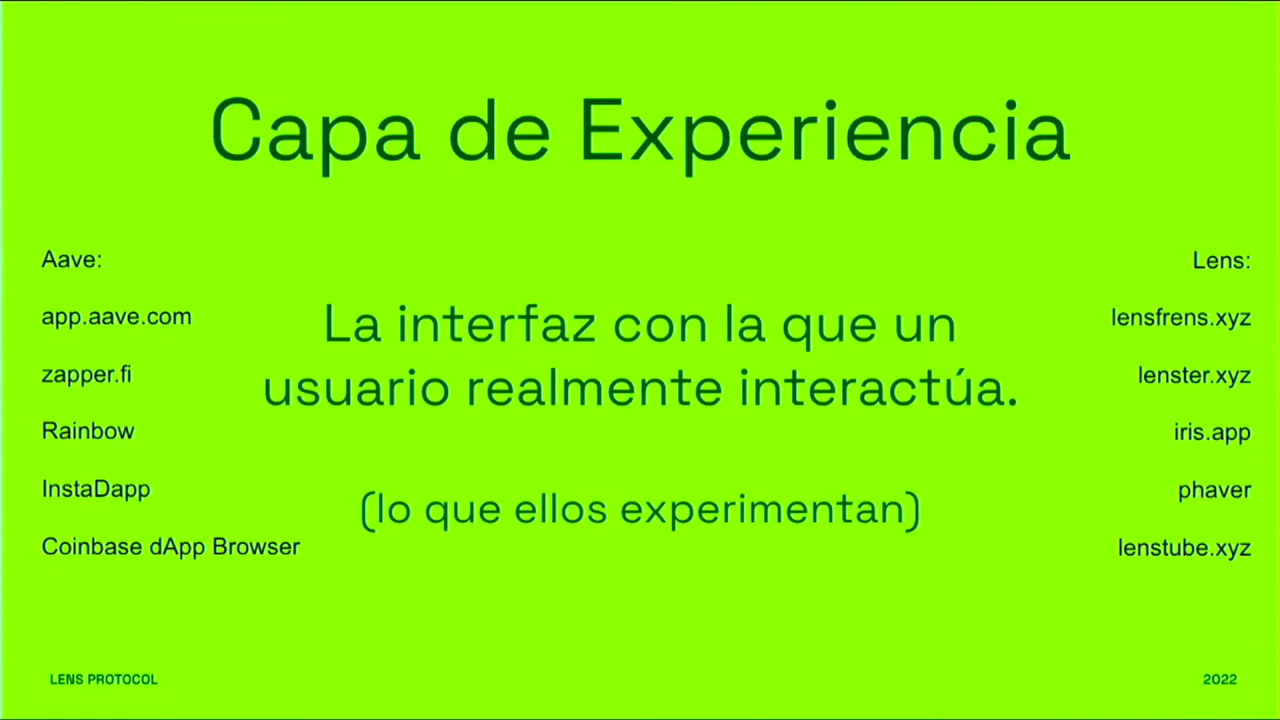 Capa de Experiencia
Aave:
app.aave.com
zapper.fi
Rainbow
InstaDapp
Coinbase dApp Browser
La interfaz con la que un
usuario realmente interactúa.
(lo que ellos experimentan)
Lens:
lensfrens.xyz
lenster.xyz
iris.app
phaver
lenstube.xyz
LENS PROTOCOL
2022